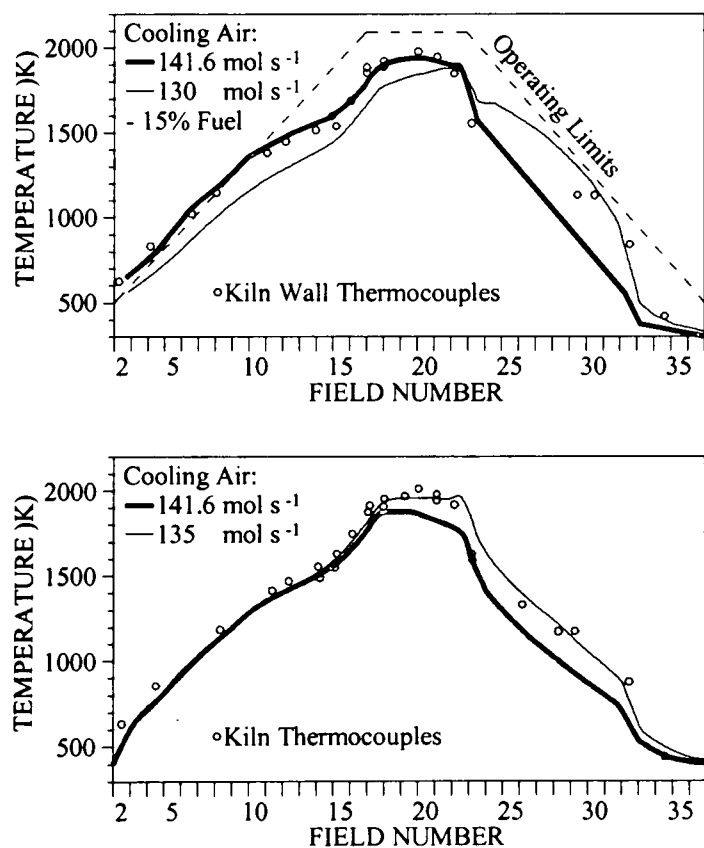 Cooling Air:
141.6 mol s⁻¹
130 mol s⁻¹
- 15% Fuel
Operating Limits
Kiln Wall Thermocouples
TEMPERATURE )K)
2000
1500
1000
500
2 5 10 15 20 25 30 35
FIELD NUMBER
Cooling Air:
141.6 mol s⁻¹
135 mol s⁻¹
Kiln Thermocouples
TEMPERATURE )K)
2000
1500
1000
500
2 5 10 15 20 25 30 35
FIELD NUMBER